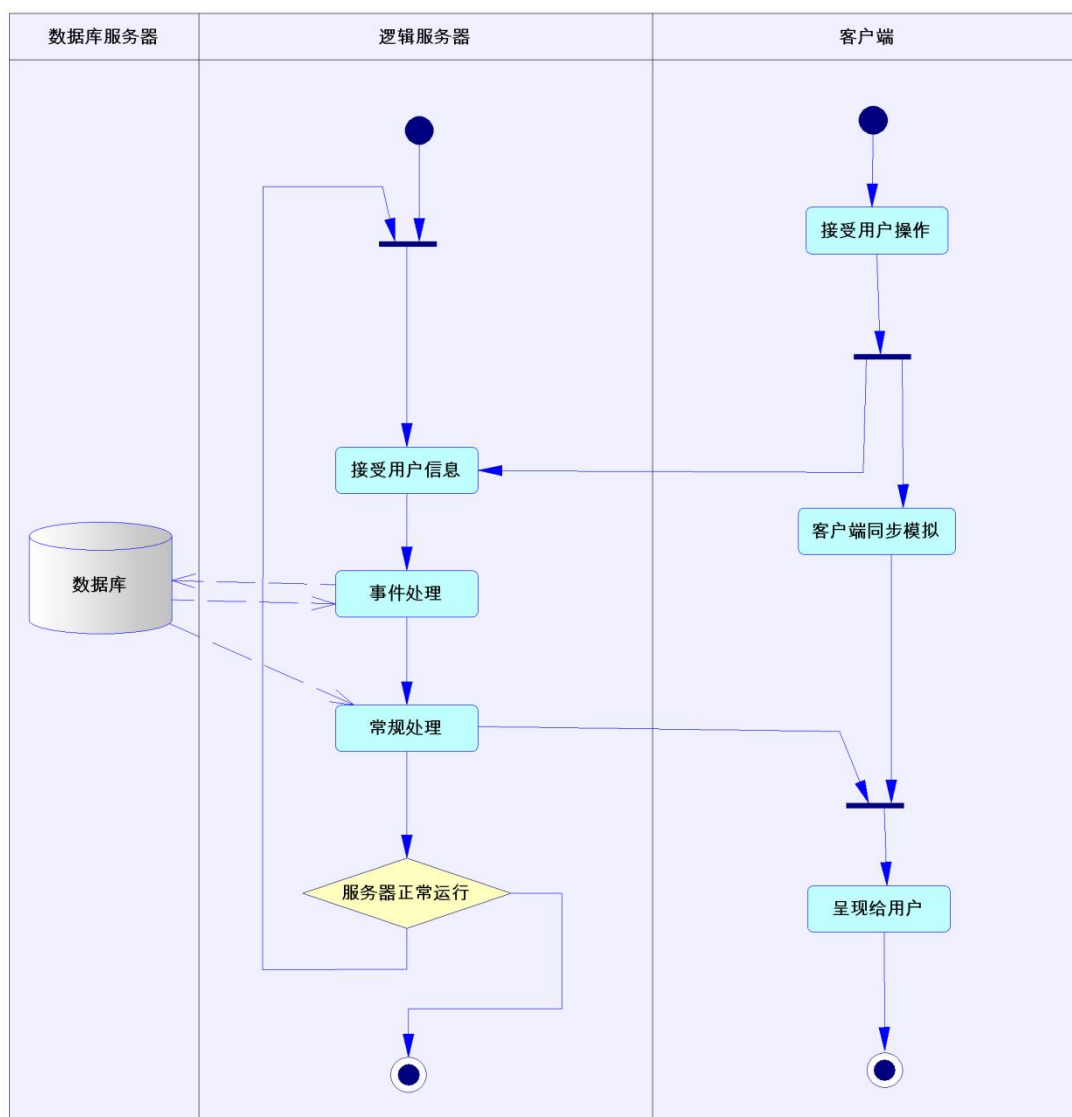 数据库服务器
逻辑服务器
客户端
接受用户操作
接受用户信息
客户端同步模拟
数据库
事件处理
常规处理
服务器正常运行
呈现给用户